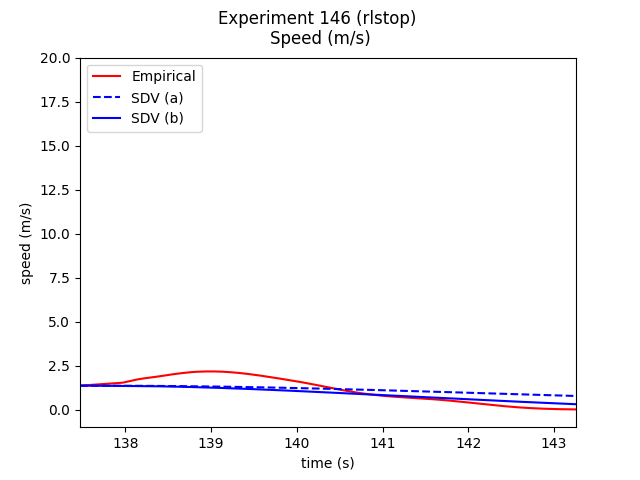 Experiment 146 (rlstop)
Speed (m/s)
20.0
17.5
15.0
12.5
10.0
7.5
5.0
2.5
0.0
speed (m/s)
Empirical
SDV (a)
SDV (b)
138
139
140
141
142
143
time (s)